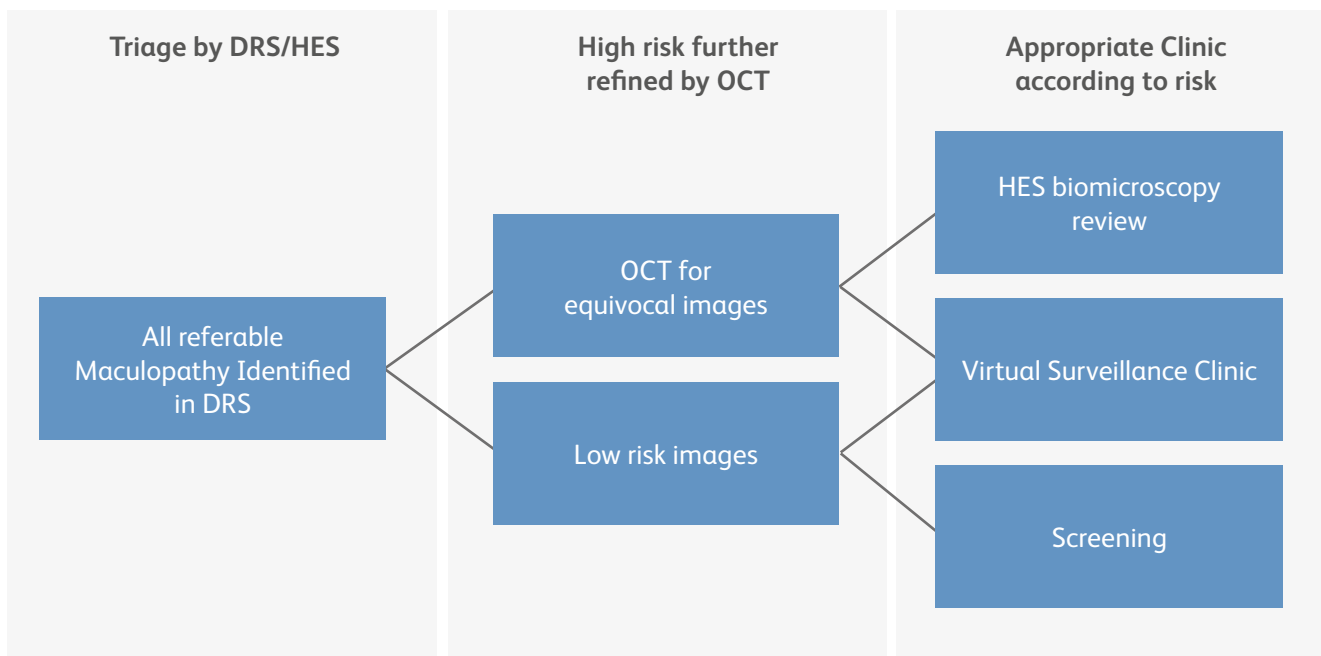 Triage by DRS/HES
High risk further
refined by OCT
Appropriate Clinic
according to risk
All referable
Maculopathy Identified
in DRS
OCT for
equivocal images
Low risk images
HES biomicroscopy
review
Virtual Surveillance Clinic
Screening